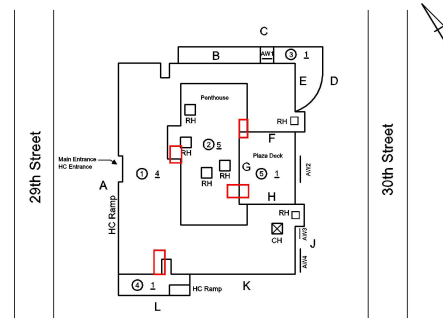 C
B
AW1
③ 1
E
D
Penthouse
RH
RH
F
RH
② 5
Plaza Deck
G
⑤ 1
AW2
RH
RH
H
Main Entrance
HC Entrance
① 4
A
HC Ramp
RH
CH
AW3
J
AW4
④ 1
HC Ramp
K
L
29th Street
30th Street